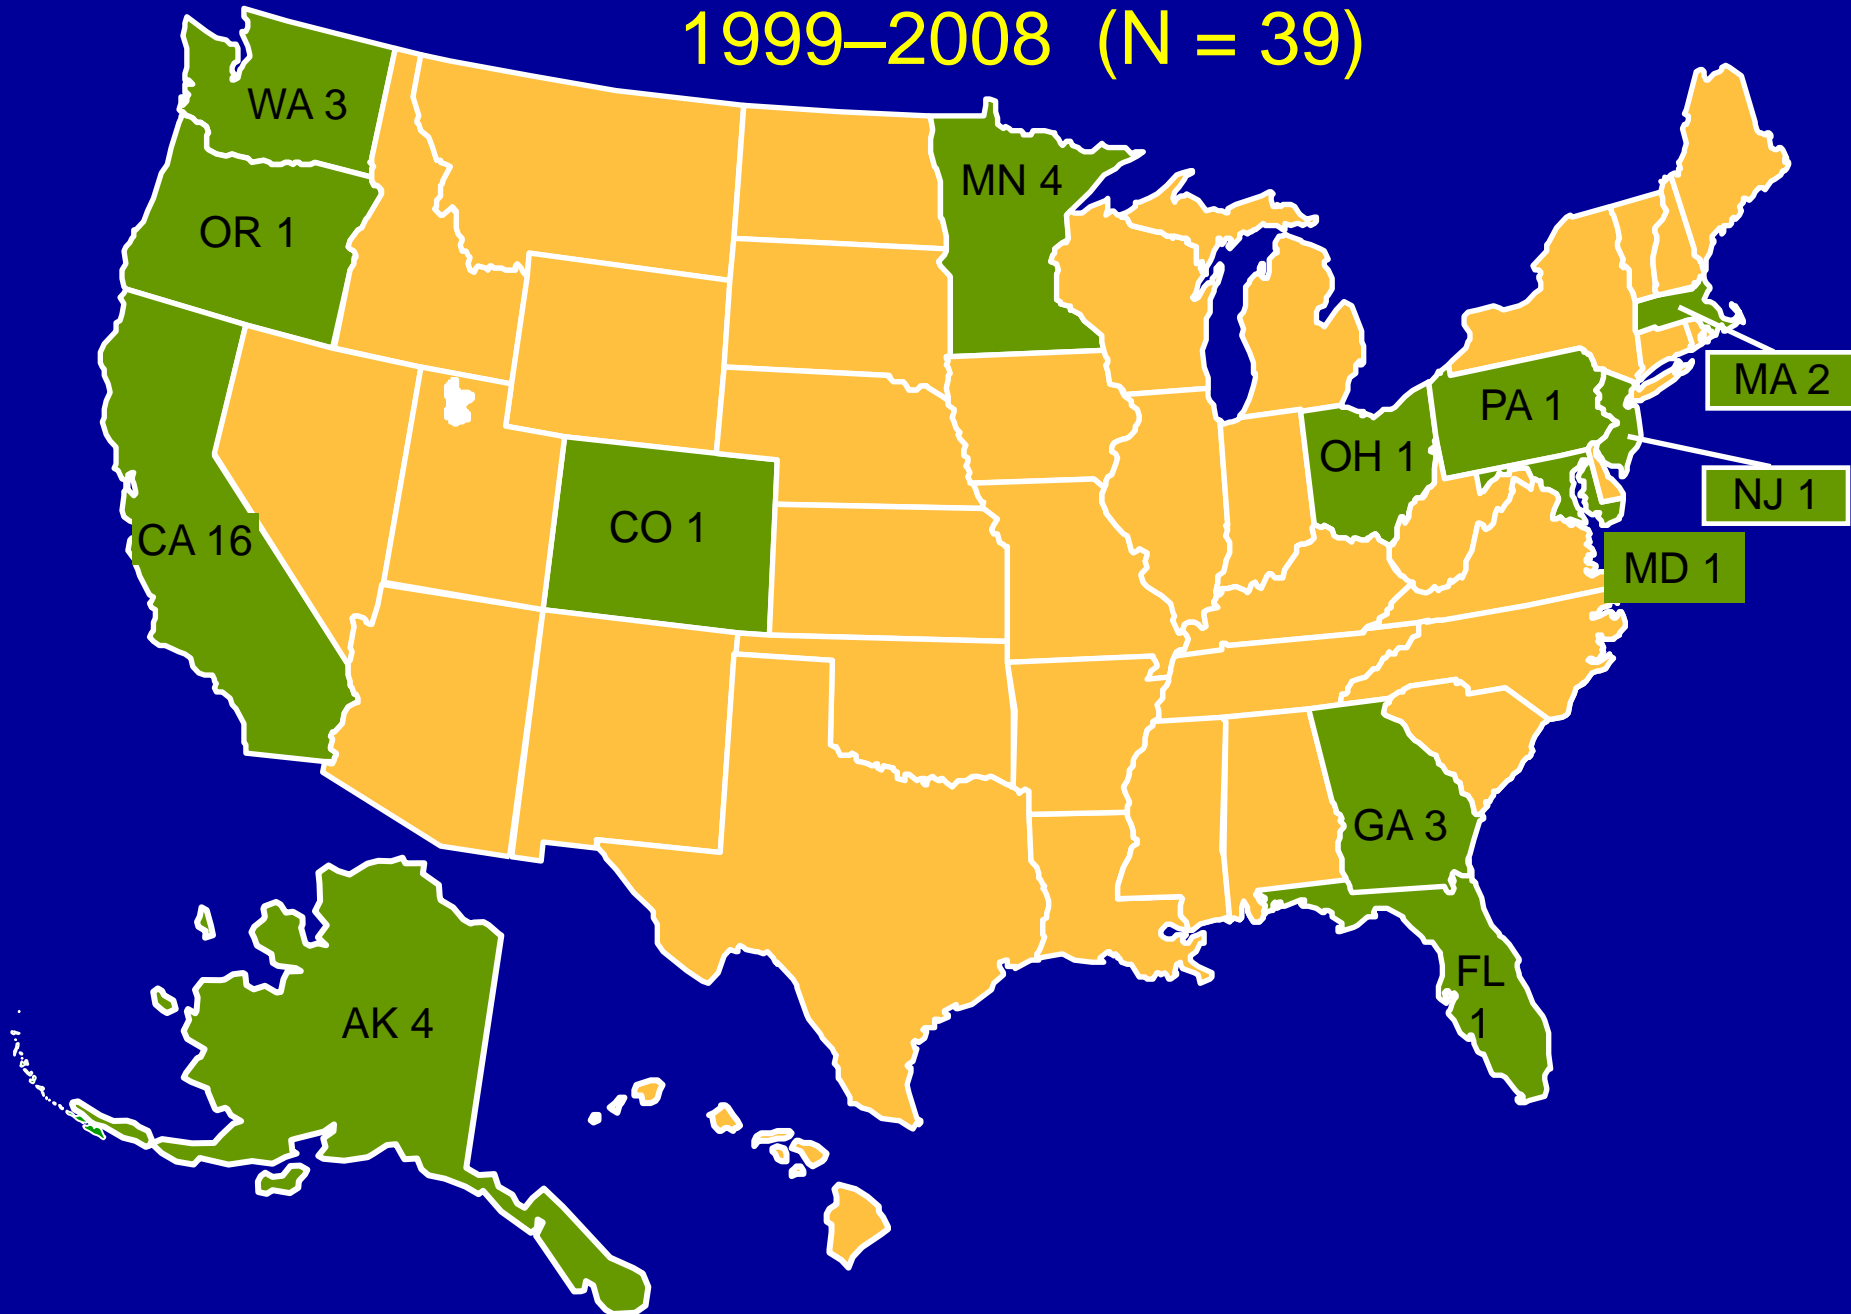 1999–2008 (N = 39)
WA 3
MN 4
OR 1
MA 2
PA 1
OH 1
NJ 1
CO 1
CA 16
MD 1
GA 3
FL
1
AK 4